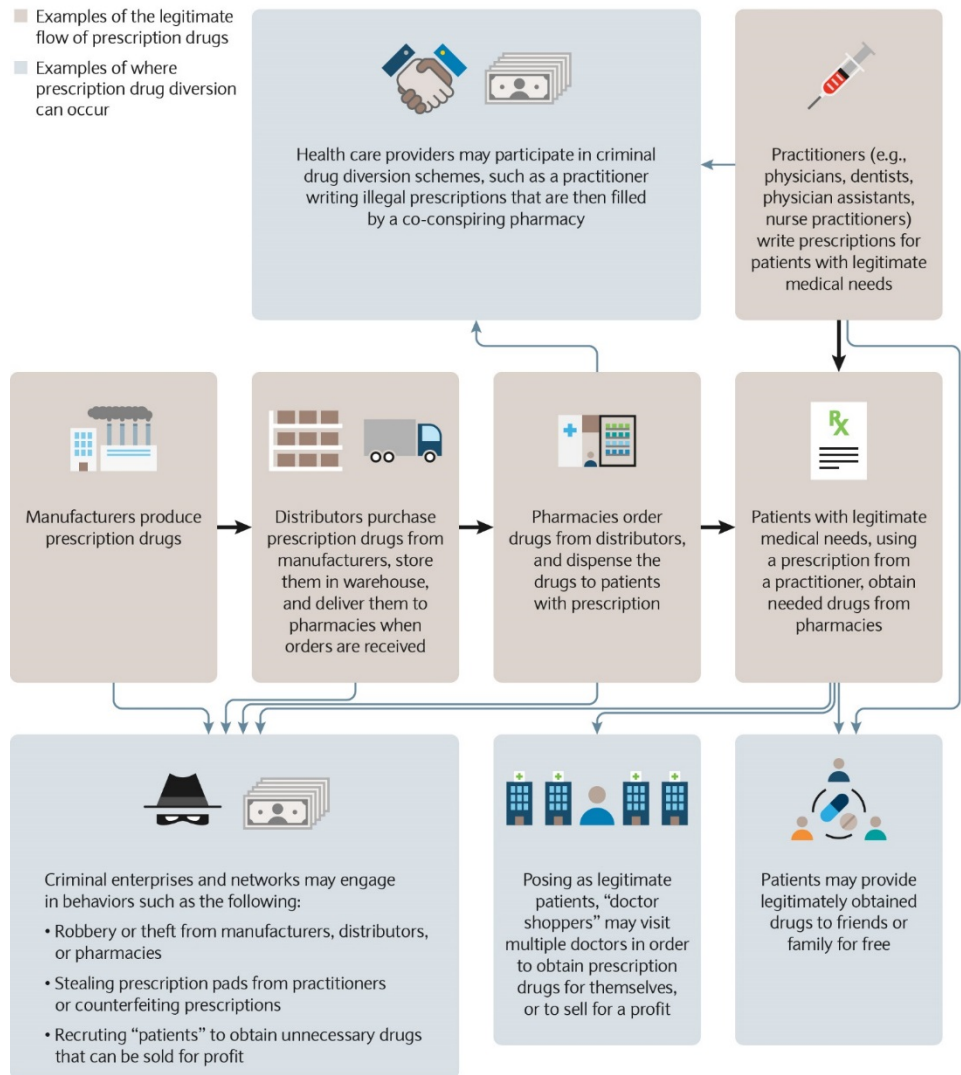 Examples of the legitimate
flow of prescription drugs
Examples of where
prescription drug diversion
can occur
Health care providers may participate in criminal
drug diversion schemes, such as a practitioner
writing illegal prescriptions that are then filled
by a co-conspiring pharmacy
Practitioners (e.g.,
physicians, dentists,
physician assistants,
nurse practitioners)
write prescriptions for
patients with legitimate
medical needs
Manufacturers produce
prescription drugs
Distributors purchase
prescription drugs from
manufacturers, store
them in warehouse,
and deliver them to
pharmacies when
orders are received
Pharmacies order
drugs from distributors,
and dispense the
drugs to patients
with prescription
RX
Patients with legitimate
medical needs, using
a prescription from
a practitioner, obtain
needed drugs from
pharmacies
Criminal enterprises and networks may engage
in behaviors such as the following:
• Robbery or theft from manufacturers, distributors,
or pharmacies
• Stealing prescription pads from practitioners
or counterfeiting prescriptions
• Recruting “patients” to obtain unnecessary drugs
that can be sold for profit
Posing as legitimate
patients, “doctor
shoppers” may visit
multiple doctors in order
to obtain prescription
drugs for themselves,
or to sell for a profit
Patients may provide
legitimately obtained
drugs to friends or
family for free